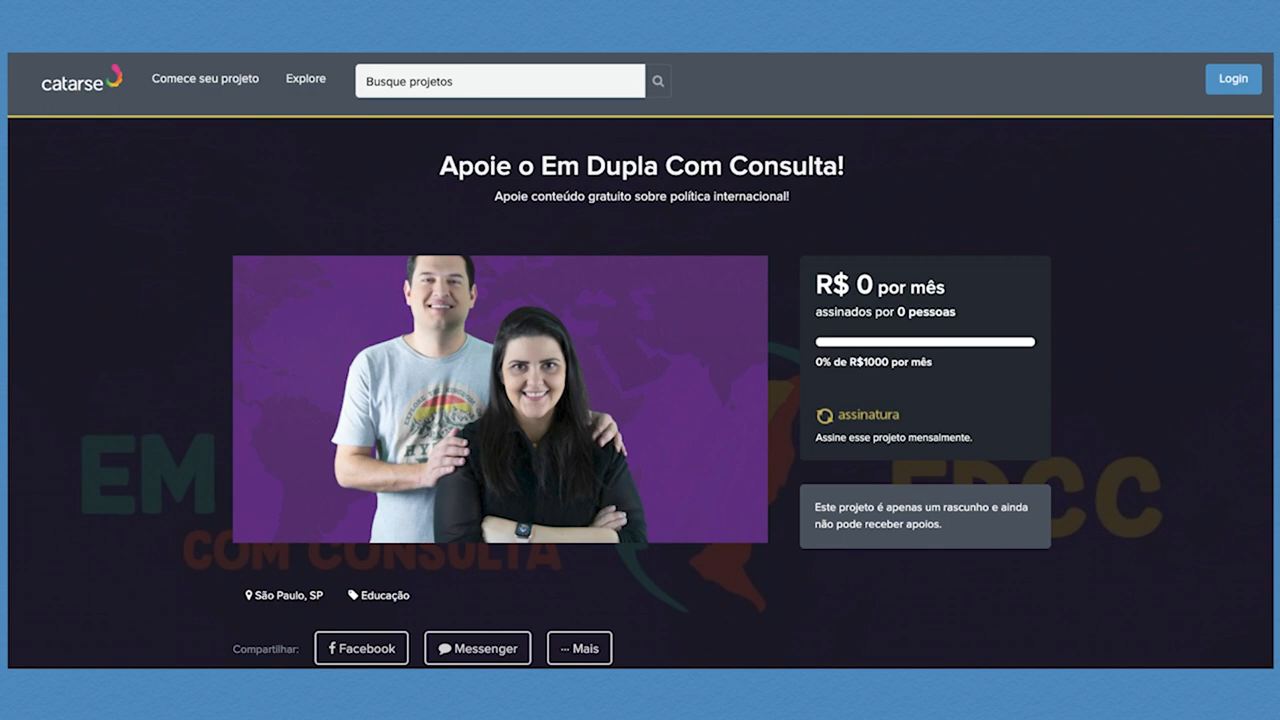 catarse
Comece seu projeto
Explore
Busque projetos
Login
Apoie o Em Dupla Com Consulta!
Apoie conteúdo gratuito sobre política internacional!
R$ 0 por mês
assinados por 0 pessoas
0% de R$1000 por mês
assinatura
Assine esse projeto mensalmente.
Este projeto é apenas um rascunho e ainda
não pode receber apoios.
EM
COM CONSULTA
EDCC
São Paulo, SP
Educação
Compartilhar:
Facebook
Messenger
··· Mais